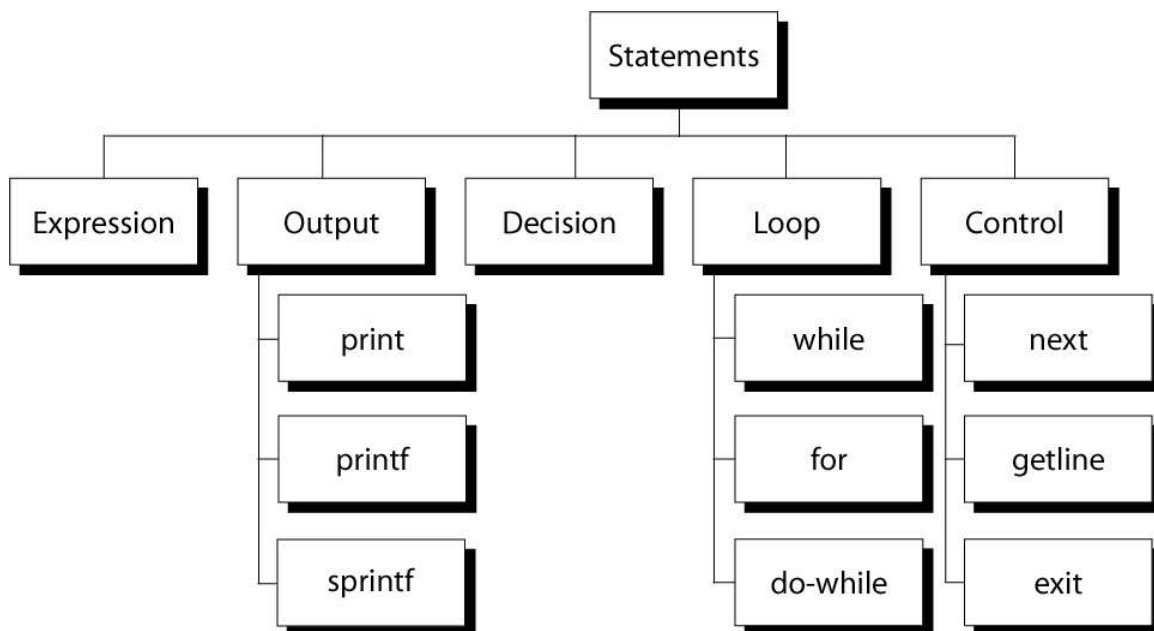 Statements
Expression
Output
Decision
Loop
Control
print
while
next
printf
for
getline
sprintf
do-while
exit